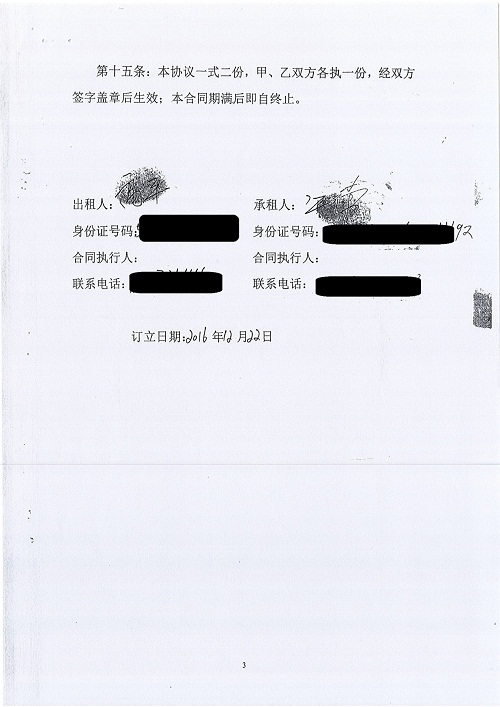 第十五条：本协议一式二份，甲、乙双方各执一份，经双方
签字盖章后生效；本合同期满后即自终止。
出租人： 承租人：
身份证号码： 身份证号码： 92
合同执行人： 合同执行人：
联系电话： 联系电话：
订立日期：2016年12月22日
3